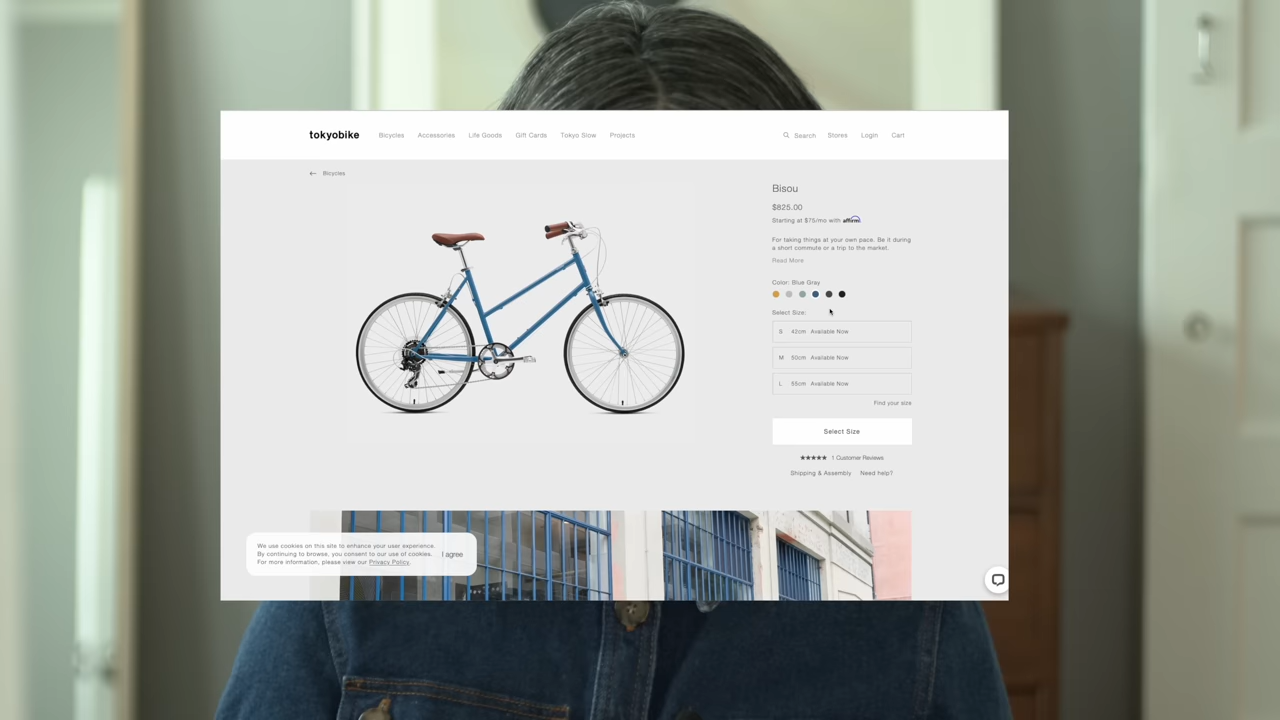 tokyobike
Bicycles
Accessories
Life Goods
Gift Cards
Tokyo Slow
Projects
Search
Stores
Login
Cart
← Bicycles
Bisou
$825.00
Starting at $75/mo with affirm
For taking things at your own pace. Be it during
a short commute or a trip to the market.
Read More
Color: Blue Gray
Select Size:
S 42cm Available Now
M 50cm Available Now
L 55cm Available Now
Find your size
Select Size
★★★★★ 1 Customer Reviews
Shipping & Assembly Need help?
We use cookies on this site to enhance your user experience.
By continuing to browse, you consent to our use of cookies.
For more information, please view our Privacy Policy.
I agree